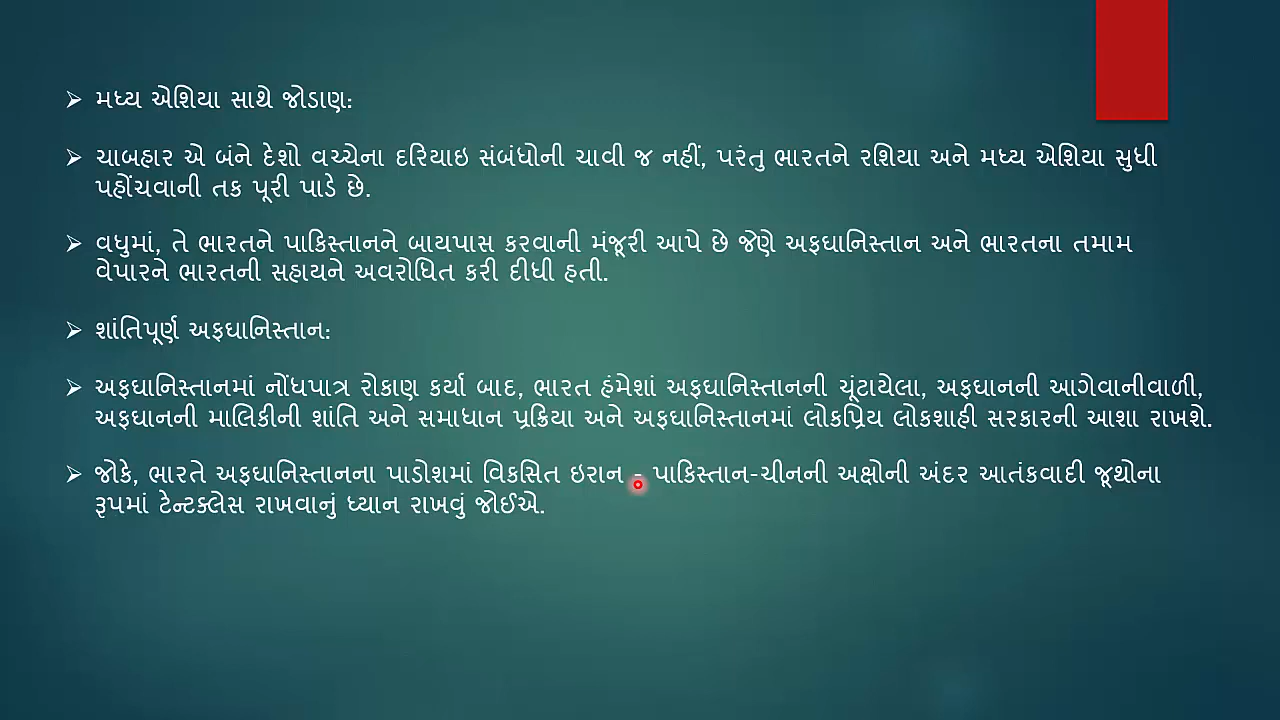 મધ્ય એશિયા સાથે જોડાણ:
ચાબહાર એ બંને દેશો વચ્ચેના દરિયાઇ સંબંધોની ચાવી જ નહીં, પરંતુ ભારતને રશિયા અને મધ્ય એશિયા સુધી
પહોંચવાની તક પૂરી પાડે છે.
વધુમાં, તે ભારતને પાકિસ્તાનને બાયપાસ કરવાની મંજૂરી આપે છે જેણે અફઘાનિસ્તાન અને ભારતના તમામ
વેપારને ભારતની સહાયને અવરોધિત કરી દીધી હતી.
શાંતિપૂર્ણ અફઘાનિસ્તાન:
અફઘાનિસ્તાનમાં નોંધપાત્ર રોકાણ કર્યા બાદ, ભારત હંમેશાં અફઘાનિસ્તાનની ચૂંટાયેલા, અફઘાનની આગેવાનીવાળી,
અફઘાનની માલિકીની શાંતિ અને સમાધાન પ્રક્રિયા અને અફઘાનિસ્તાનમાં લોકપ્રિય લોકશાહી સરકારની આશા રાખશે.
જોકે, ભારતે અફઘાનિસ્તાનના પાડોશમાં વિકસિત ઇરાન - પાકિસ્તાન-ચીનની અક્ષોની અંદર આતંકવાદી જૂથોના
રૂપમાં ટેન્ટક્લેસ રાખવાનું ધ્યાન રાખવું જોઈએ.